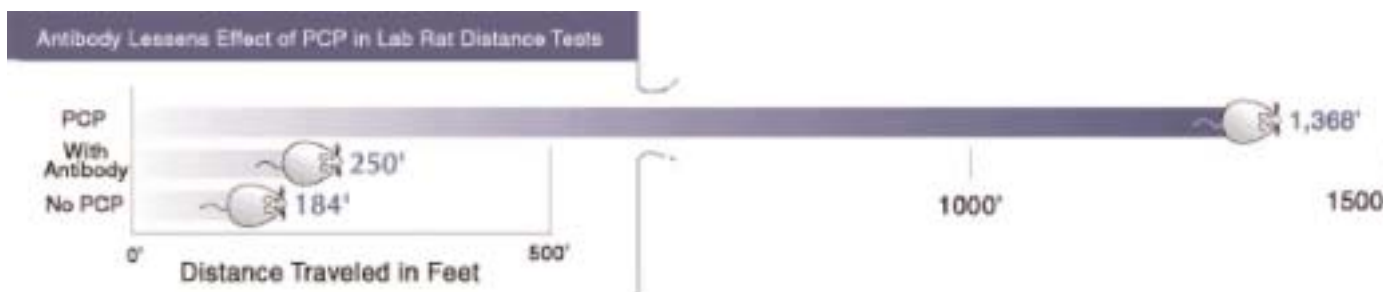 Antibody Lessens Effect of PCP in Lab Rat Distance Tests
PCP
1,368'
With
Antibody
250'
No PCP
184'
0'
500'
1000'
1500
Distance Traveled in Feet